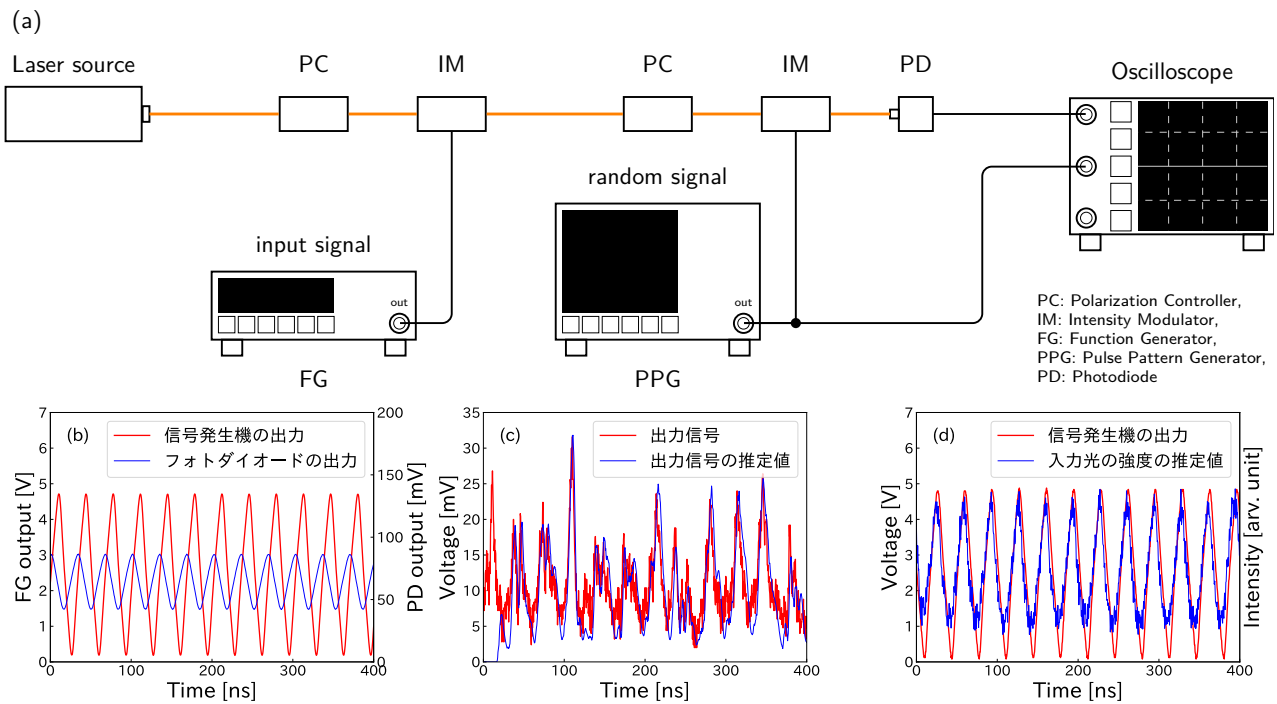 (a)
Laser source
PC
IM
PC
IM
PD
Oscilloscope
input signal
random signal
out
out
FG
PPG
PC: Polarization Controller,
IM: Intensity Modulator,
FG: Function Generator,
PPG: Pulse Pattern Generator,
PD: Photodiode
(b)
信号発生機の出力
フォトダイオードの出力
FG output [V]
7
6
5
4
3
2
1
0
PD output [mV]
200
150
100
50
0
0 100 200 300 400
Time [ns]
(c)
出力信号
出力信号の推定値
Voltage [mV]
35
30
25
20
15
10
5
0
0 100 200 300 400
Time [ns]
(d)
信号発生機の出力
入力光の強度の推定値
Voltage [V]
7
6
5
4
3
2
1
0
Intensity [arv. unit]
0 100 200 300 400
Time [ns]